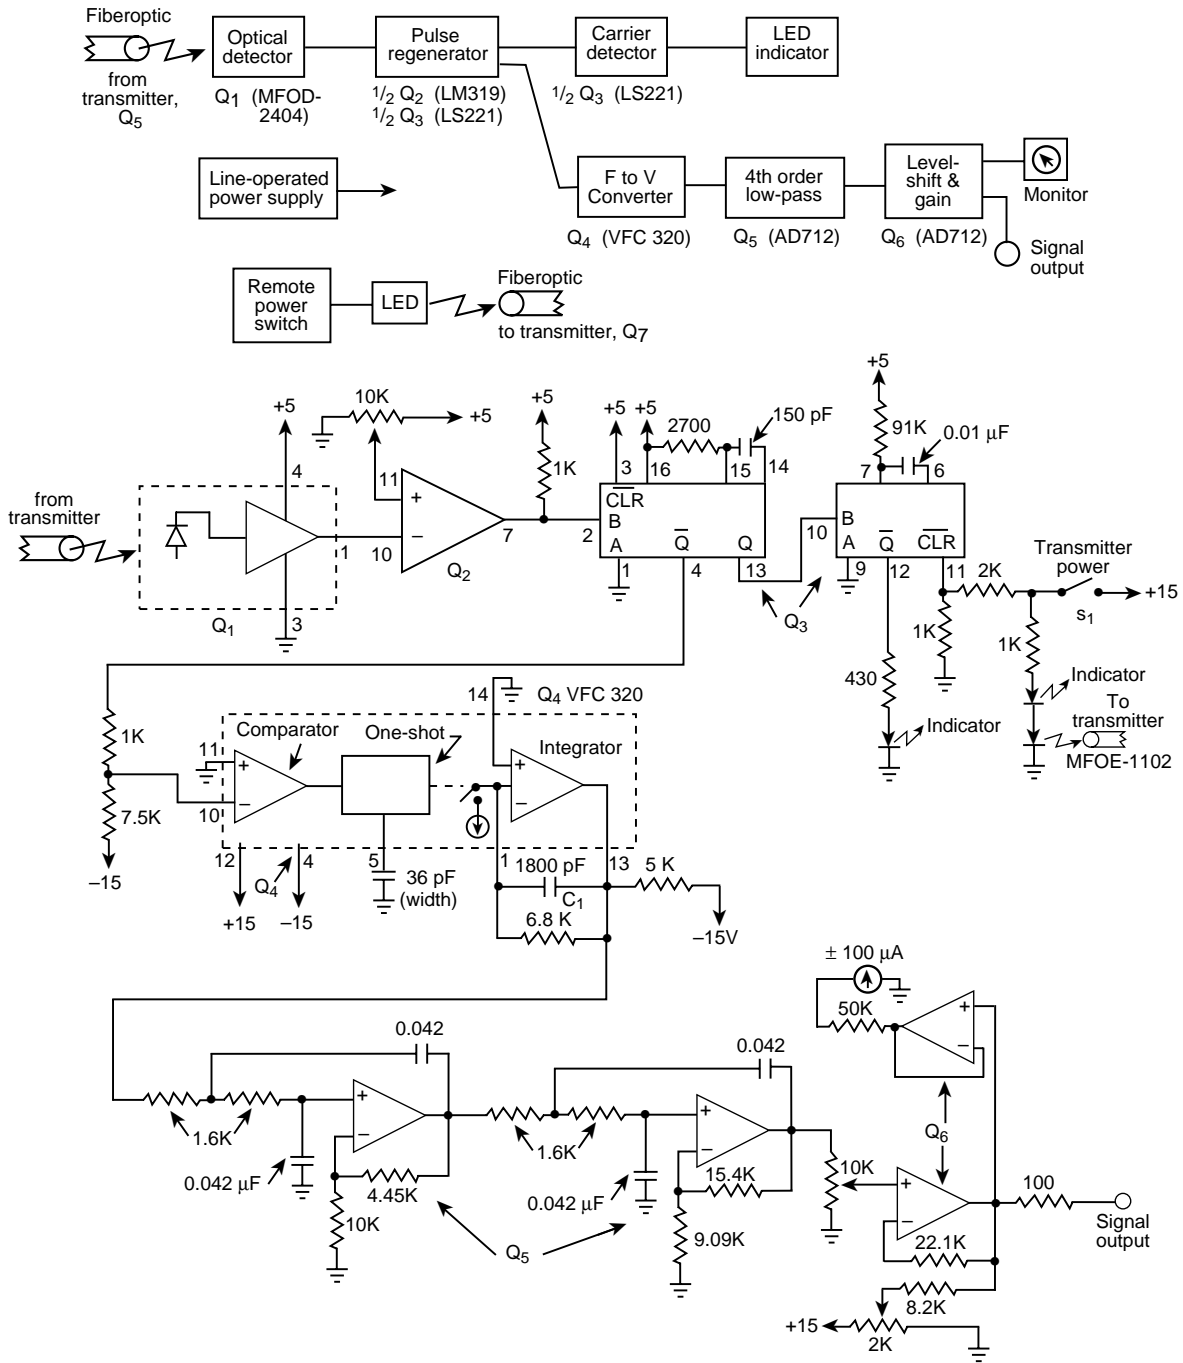 Fiberoptic
from
transmitter,
Q5
Optical
detector
Q1 (MFOD-
2404)
Pulse
regenerator
1/2 Q2 (LM319)
1/2 Q3 (LS221)
Carrier
detector
1/2 Q3 (LS221)
LED
indicator
Line-operated
power supply
F to V
Converter
Q4 (VFC 320)
4th order
low-pass
Q5 (AD712)
Level-
shift &
gain
Q6 (AD712)
Monitor
Signal
output
Remote
power
switch
LED
Fiberoptic
to transmitter, Q7
from
transmitter
+5
4
1
3
Q1
10K
+5
11
+
−
10
Q2
7
+5
1K
2
+5
+5
2700
150 pF
3
16
15
14
CLR
B
A
Q
Q
1
4
13
Q3
+5
91K
0.01 µF
7
6
10
B
A
Q
CLR
9
12
11
2K
Transmitter
power
s1
+15
1K
1K
430
Indicator
Indicator
To
transmitter
MFOE-1102
1K
7.5K
–15
14
Q4 VFC 320
Comparator
One-shot
Integrator
11
+
−
10
+
−
12
4
5
1
13
Q4
+15
–15
36 pF
(width)
1800 pF
C1
6.8 K
5 K
–15V
± 100 µA
50K
+
−
Q6
0.042
1.6K
+
−
0.042 µF
4.45K
10K
Q5
0.042
1.6K
+
−
0.042 µF
15.4K
9.09K
10K
+
−
22.1K
100
Signal
output
8.2K
+15
2K